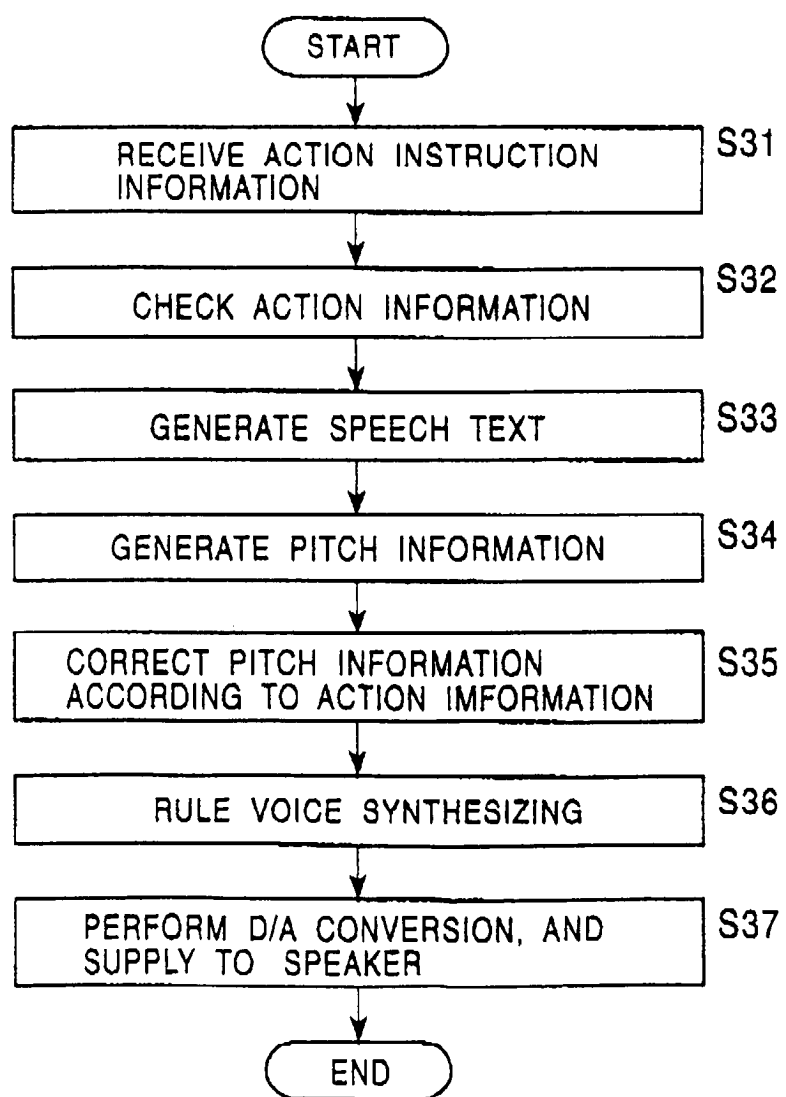 START
S31
RECEIVE ACTION INSTRUCTION
INFORMATION
S32
CHECK ACTION INFORMATION
S33
GENERATE SPEECH TEXT
S34
GENERATE PITCH INFORMATION
S35
CORRECT PITCH INFORMATION
ACCORDING TO ACTION IMFORMATION
S36
RULE VOICE SYNTHESIZING
S37
PERFORM D/A CONVERSION, AND
SUPPLY TO SPEAKER
END